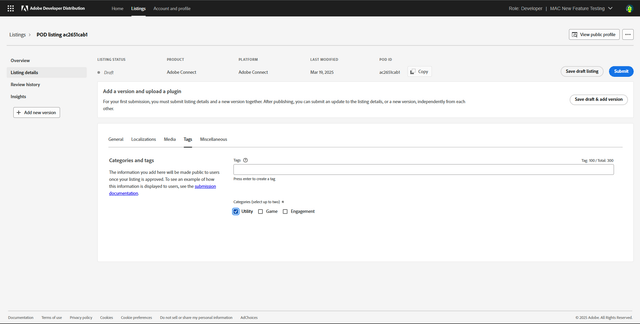 Adobe Developer Distribution
Home
Listings
Account and profile
Role: Developer | MAC New Feature Testing
Listings
POD listing ac2651cab1
View public profile
Overview
Listing details
Review history
Insights
Add new version
LISTING STATUS
PRODUCT
PLATFORM
LAST MODIFIED
POD ID
Draft
Adobe Connect
Adobe Connect
Mar 19, 2025
ac2651cab1
Copy
Save draft listing
Submit
Add a version and upload a plugin
For your first submission, you must submit listing details and a new version together. After publishing, you can submit an update to the listing details, or a new version, independently from each
other.
Save draft & add version
General
Localizations
Media
Tags
Miscellaneous
Categories and tags
The information you add here will be made public to users
once your listing is approved. To see an example of how
this information is displayed to users, see the submission
documentation.
Tags
Tag: 100 / Total: 300
Press enter to create a tag
Categories (select up to two) *
Utility
Game
Engagement
Documentation
Terms of use
Privacy policy
Cookies
Cookie preferences
Do not sell or share my personal information
AdChoices
© 2025 Adobe. All Rights Reserved.